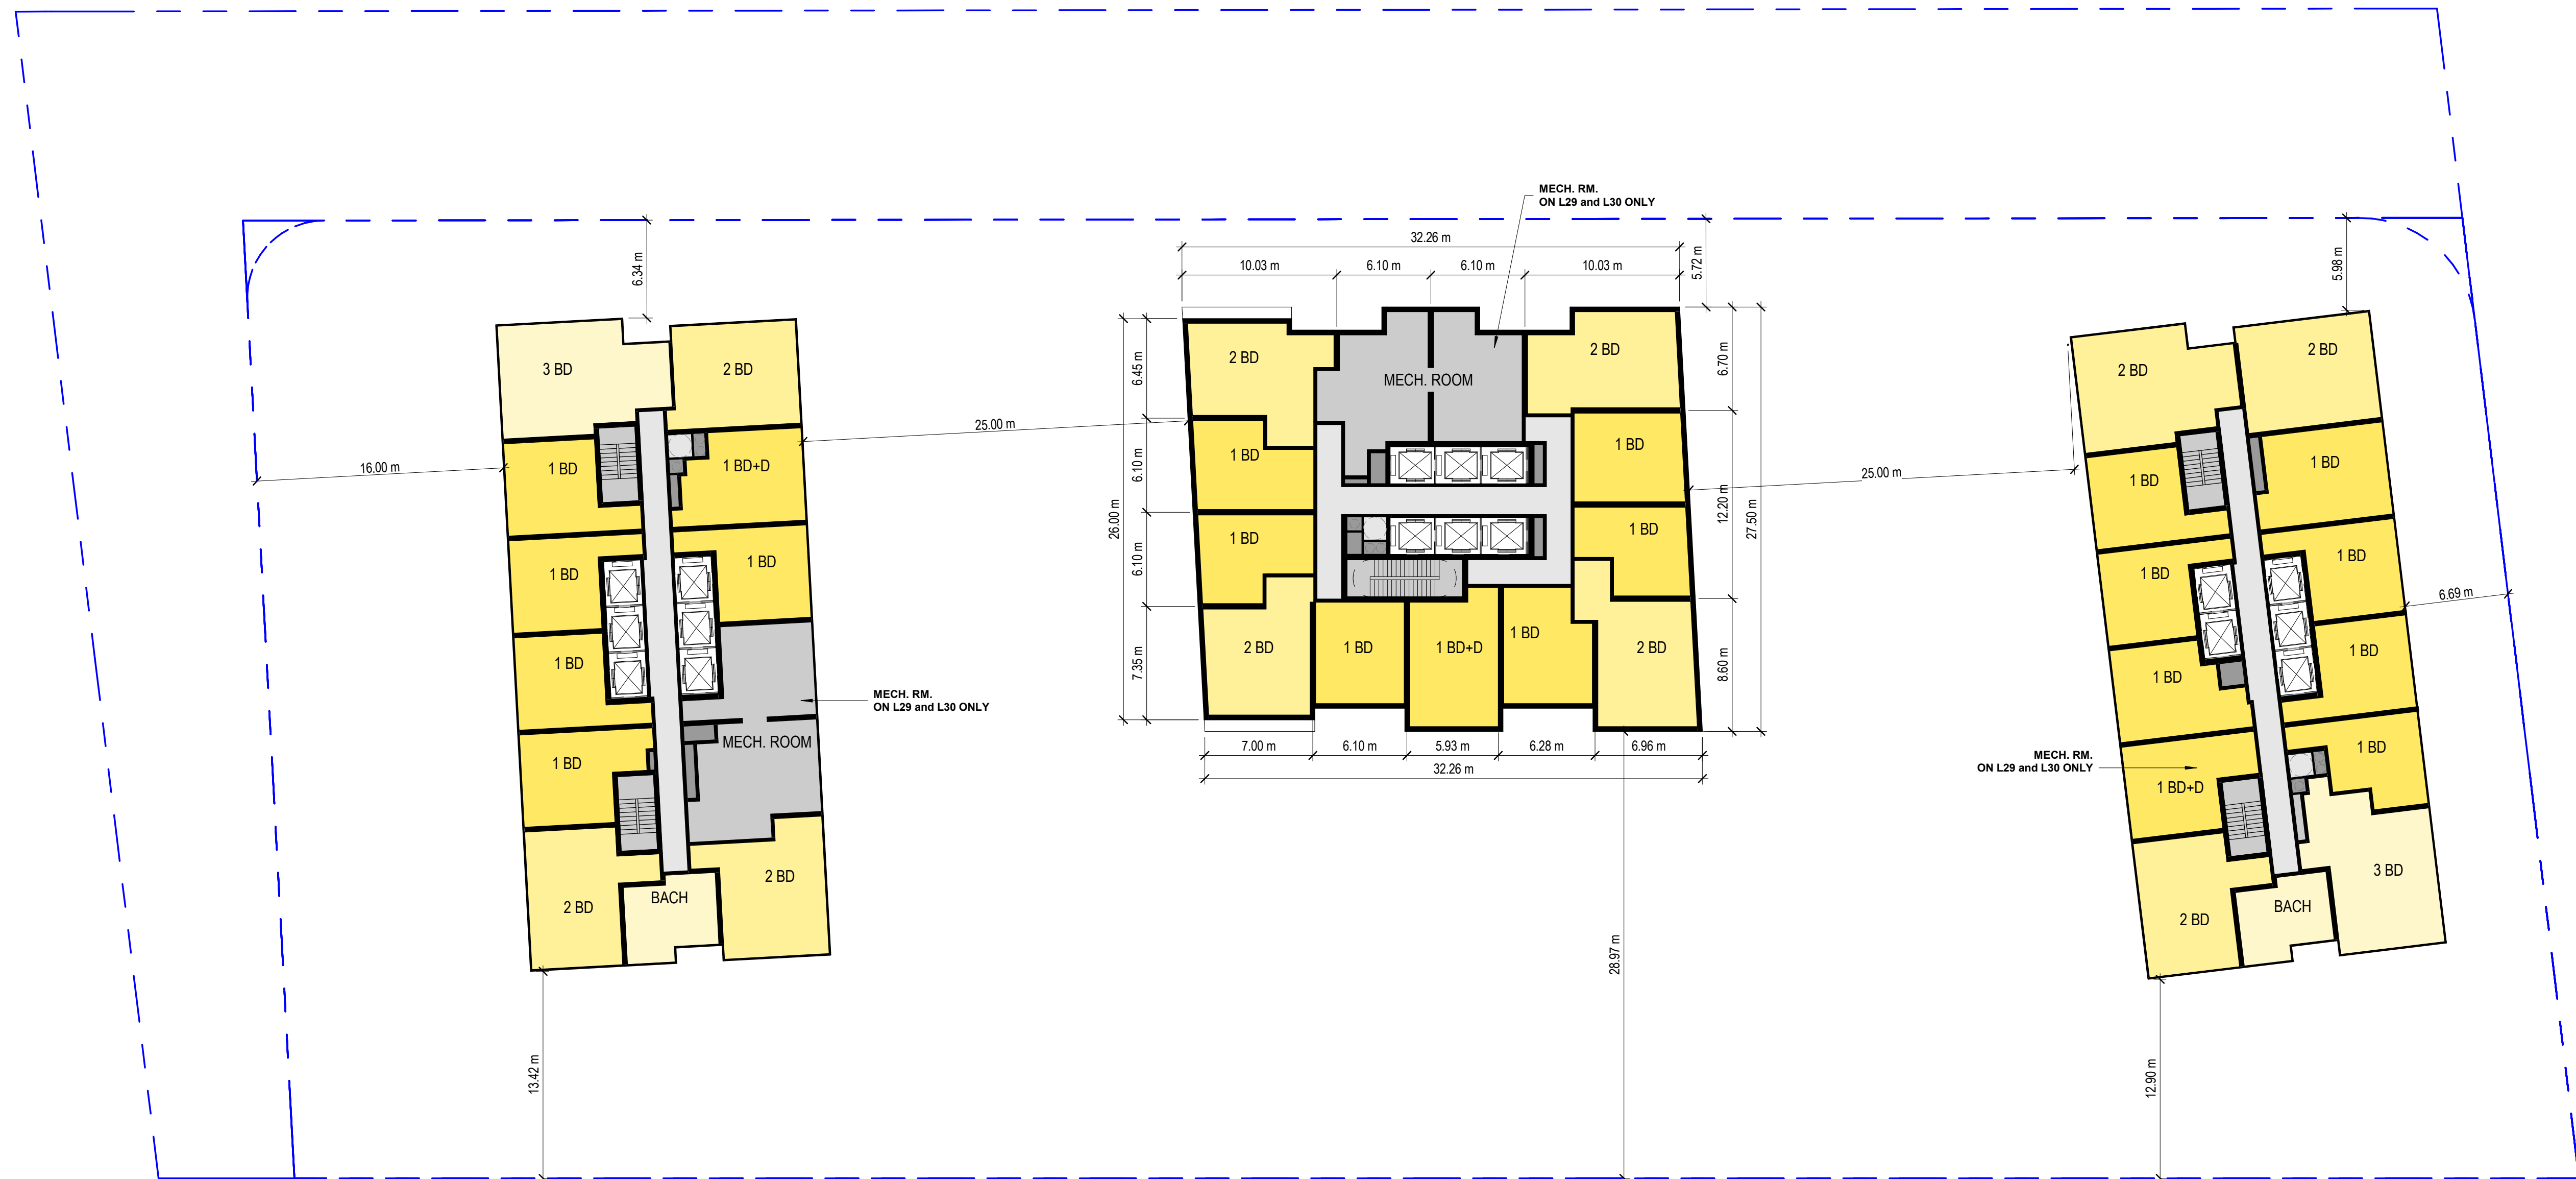 MECH. RM.
ON L29 and L30 ONLY
32.26 m
10.03 m
6.10 m
6.10 m
10.03 m
5.72 m
6.34 m
5.98 m
3 BD
2 BD
1 BD
1 BD+D
1 BD
1 BD
1 BD
1 BD
MECH. ROOM
MECH. RM.
ON L29 and L30 ONLY
2 BD
BACH
2 BD
16.00 m
25.00 m
13.42 m
26.00 m
6.45 m
6.10 m
6.10 m
7.35 m
2 BD
MECH. ROOM
2 BD
1 BD
1 BD
1 BD
1 BD
2 BD
1 BD
1 BD+D
1 BD
2 BD
6.70 m
12.20 m
8.60 m
27.50 m
7.00 m
6.10 m
5.93 m
6.28 m
6.96 m
32.26 m
28.97 m
25.00 m
2 BD
2 BD
1 BD
1 BD
1 BD
1 BD
6.69 m
1 BD
1 BD
1 BD
MECH. RM.
ON L29 and L30 ONLY
1 BD+D
3 BD
2 BD
BACH
12.90 m